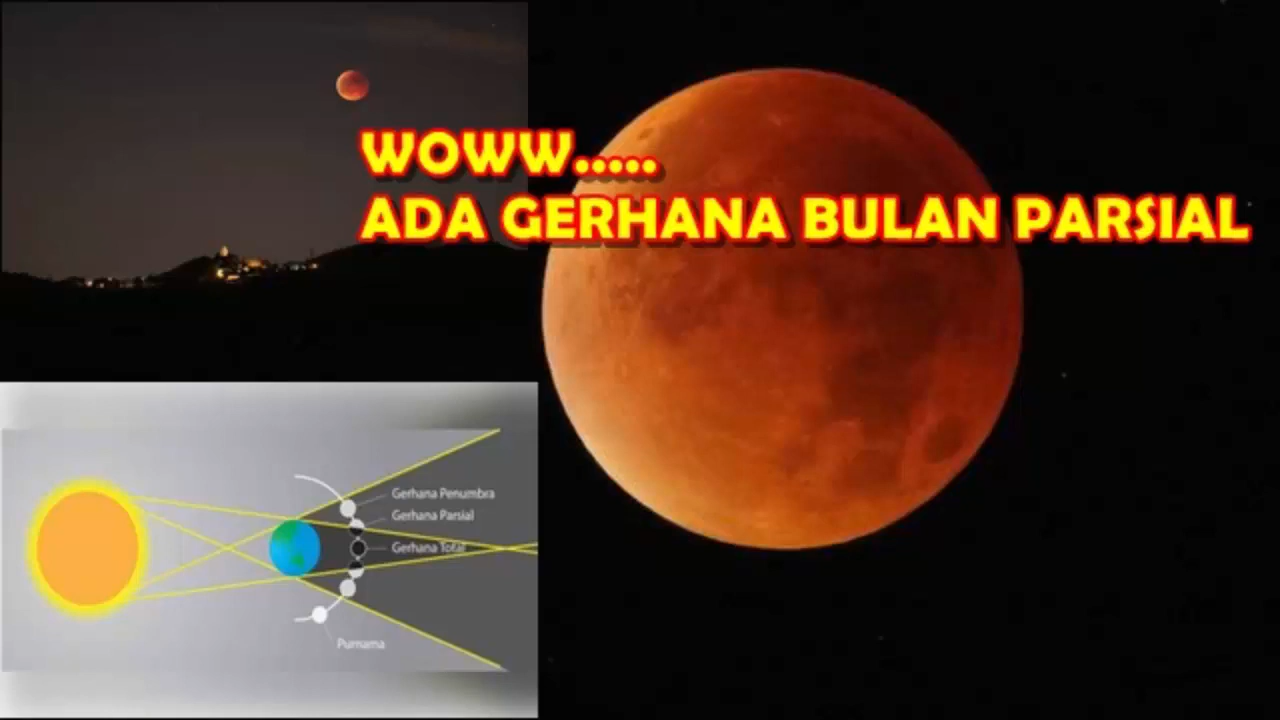 WOWW.....
ADA GERHANA BULAN PARSIAL
Gerhana Penumbra
Gerhana Parsial
Gerhana Total
Purnama